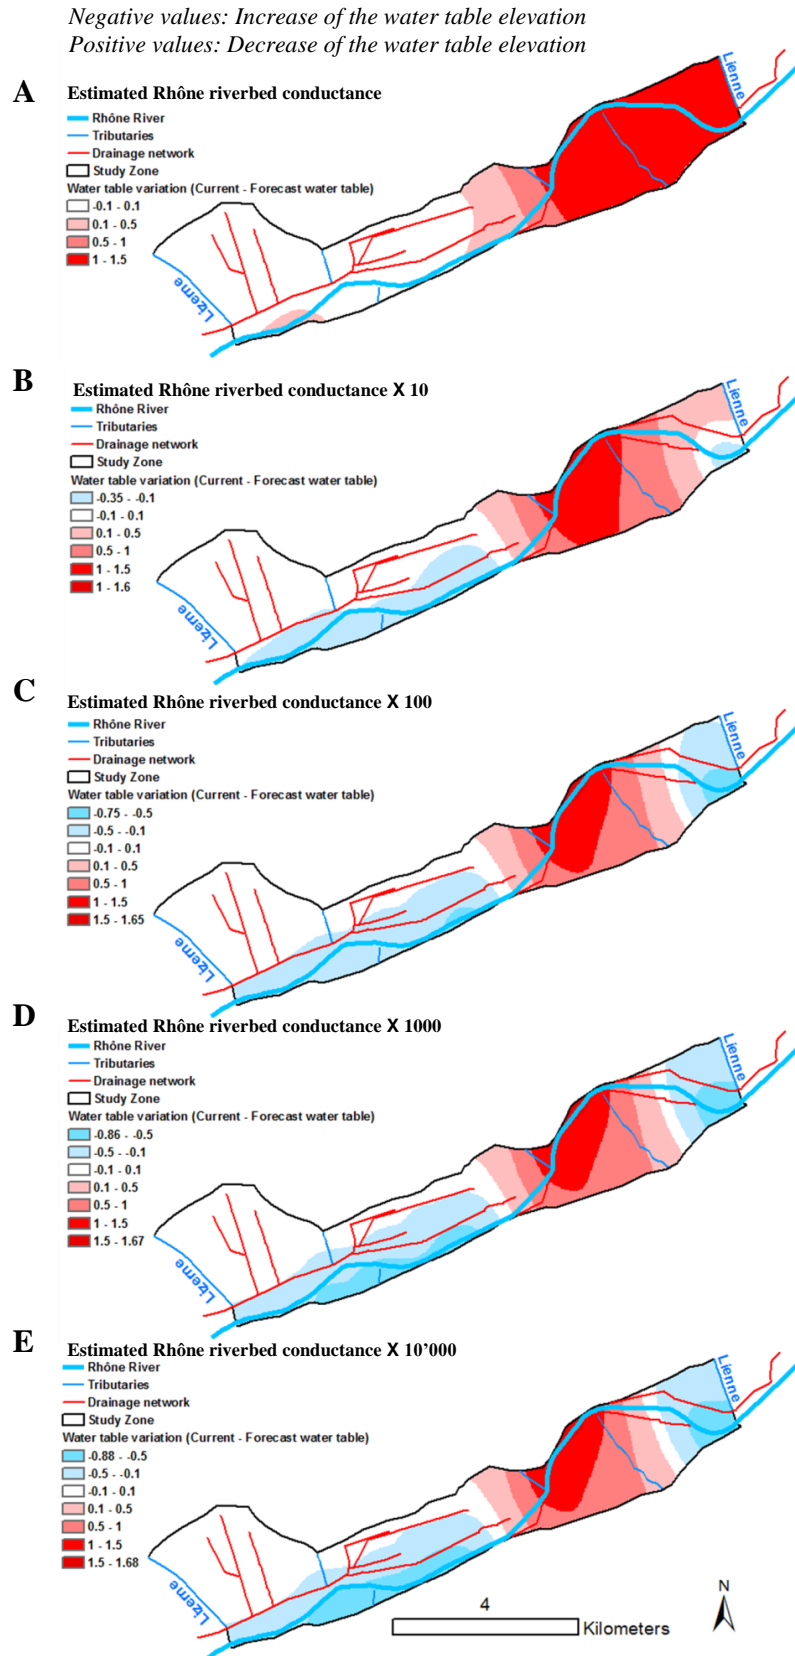 Negative values: Increase of the water table elevation
Positive values: Decrease of the water table elevation
A
Estimated Rhône riverbed conductance
Rhône River
Tributaries
Drainage network
Study Zone
Water table variation (Current - Forecast water table)
-0.1 - 0.1
0.1 - 0.5
0.5 - 1
1 - 1.5
Lienne
Lizerne
B
Estimated Rhône riverbed conductance X 10
Rhône River
Tributaries
Drainage network
Study Zone
Water table variation (Current - Forecast water table)
-0.35 - -0.1
-0.1 - 0.1
0.1 - 0.5
0.5 - 1
1 - 1.5
1 - 1.6
Lienne
Lizerne
C
Estimated Rhône riverbed conductance X 100
Rhône River
Tributaries
Drainage network
Study Zone
Water table variation (Current - Forecast water table)
-0.75 - -0.5
-0.5 - -0.1
-0.1 - 0.1
0.1 - 0.5
0.5 - 1
1 - 1.5
1.5 - 1.65
Lienne
Lizerne
D
Estimated Rhône riverbed conductance X 1000
Rhône River
Tributaries
Drainage network
Study Zone
Water table variation (Current - Forecast water table)
-0.86 - -0.5
-0.5 - -0.1
-0.1 - 0.1
0.1 - 0.5
0.5 - 1
1 - 1.5
1.5 - 1.67
Lienne
Lizerne
E
Estimated Rhône riverbed conductance X 10’000
Rhône River
Tributaries
Drainage network
Study Zone
Water table variation (Current - Forecast water table)
-0.88 - -0.5
-0.5 - -0.1
-0.1 - 0.1
0.1 - 0.5
0.5 - 1
1 - 1.5
1.5 - 1.68
Lienne
Lizerne
4
Kilometers
N